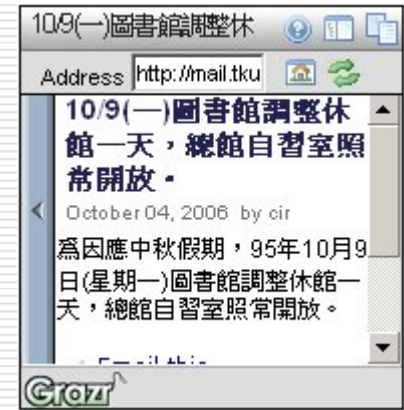 10/9(一)圖書館調整休
Address http://mail.tku
10/9(一)圖書館調整休
館一天，總館自習室照
常開放。
October 04, 2006 by cir
為因應中秋假期，95年10月9
日(星期一)圖書館調整休館一
天，總館自習室照常開放。
Email this
Grazr